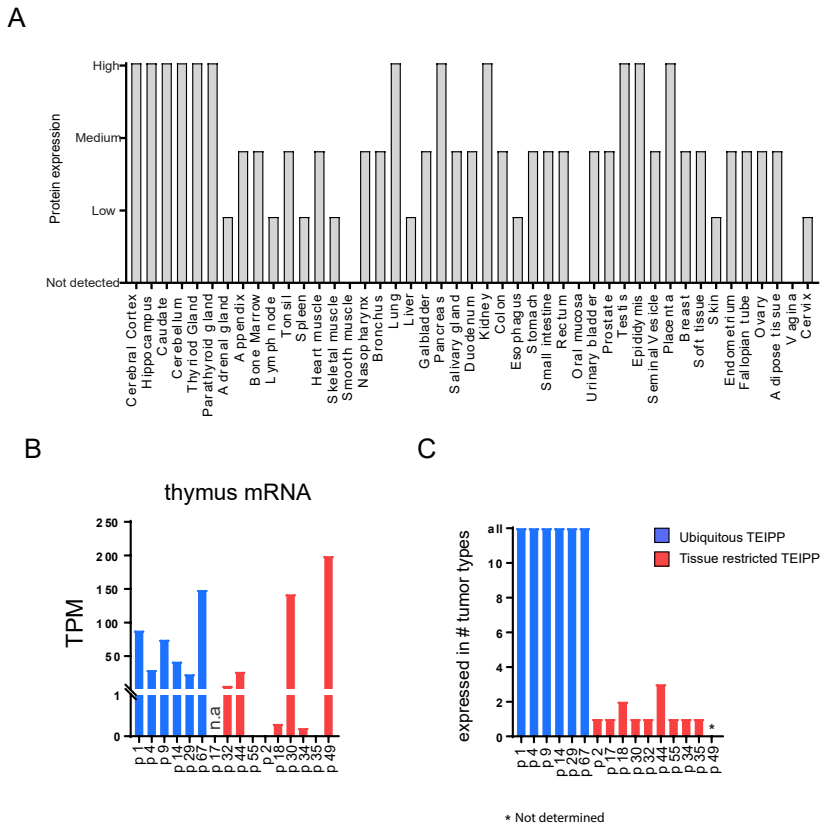 A
High
Medium
Low
Not detected
Protein expression
Cerebral Cortex
Hippocampus
Caudate
Cerebellum
Thyriod Gland
Parathyroid gland
Adrenal gland
Appendix
Bone Marrow
Lymph node
Tonsil
Spleen
Heart muscle
Skeletal muscle
Smooth muscle
Nasopharynx
Bronchus
Lung
Liver
Galbladder
Pancreas
Salivary gland
Duodenum
Kidney
Colon
Esophagus
Stomach
Small intestine
Rectum
Oral mucosa
Urinary bladder
Prostate
Testis
Epididymis
Seminal Vesicle
Placenta
Breast
Soft tissue
Skin
Endometrium
Fallopian tube
Ovary
Adipose tissue
Vagina
Cervix
B
thymus mRNA
TPM
250
200
150
100
50
1
0
n.a
p1
p4
p9
p14
p29
p67
p17
p32
p44
p55
p2
p18
p30
p34
p35
p49
C
expressed in # tumor types
all
10
8
6
4
2
0
Ubiquitous TEIPP
Tissue restricted TEIPP
*
p1
p4
p9
p14
p29
p67
p2
p17
p18
p30
p32
p44
p55
p34
p35
p49
* Not determined